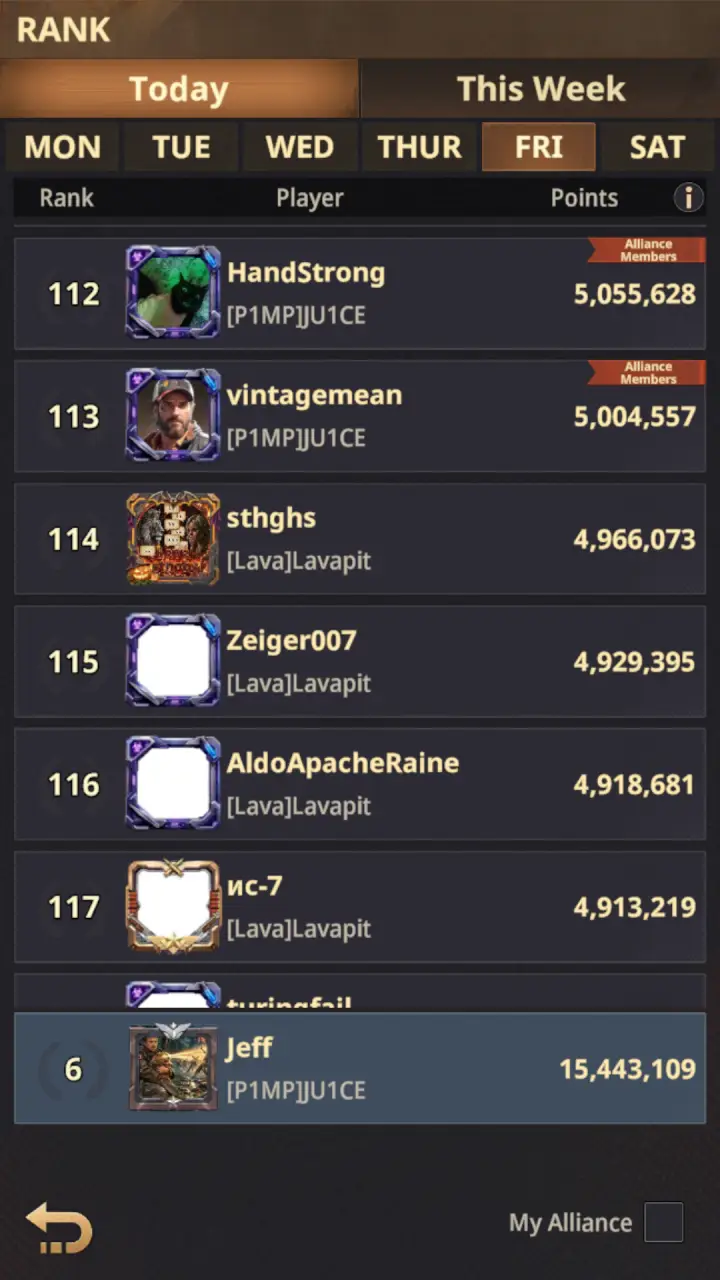 RANK
Today This Week
MON TUE WED THUR FRI SAT
Rank Player Points
Alliance
Members
112 HandStrong 5,055,628
[P1MP]JU1CE
Alliance
Members
113 vintagemean 5,004,557
[P1MP]JU1CE
114 sthghs 4,966,073
[Lava]Lavapit
115 Zeiger007 4,929,395
[Lava]Lavapit
116 AldoApacheRaine 4,918,681
[Lava]Lavapit
117 ис-7 4,913,219
[Lava]Lavapit
turingfail
6 Jeff 15,443,109
[P1MP]JU1CE
My Alliance